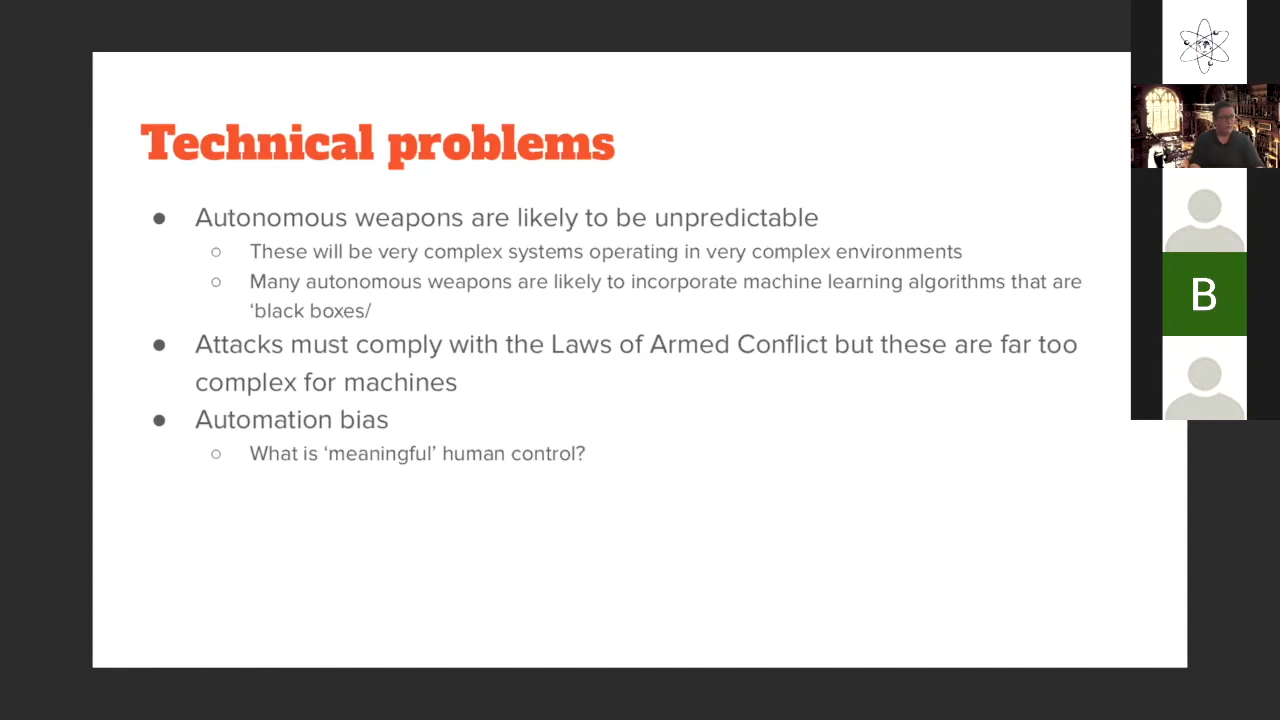 Technical problems
● Autonomous weapons are likely to be unpredictable
○ These will be very complex systems operating in very complex environments
○ Many autonomous weapons are likely to incorporate machine learning algorithms that are
‘black boxes/
● Attacks must comply with the Laws of Armed Conflict but these are far too
complex for machines
● Automation bias
○ What is ‘meaningful’ human control?
B